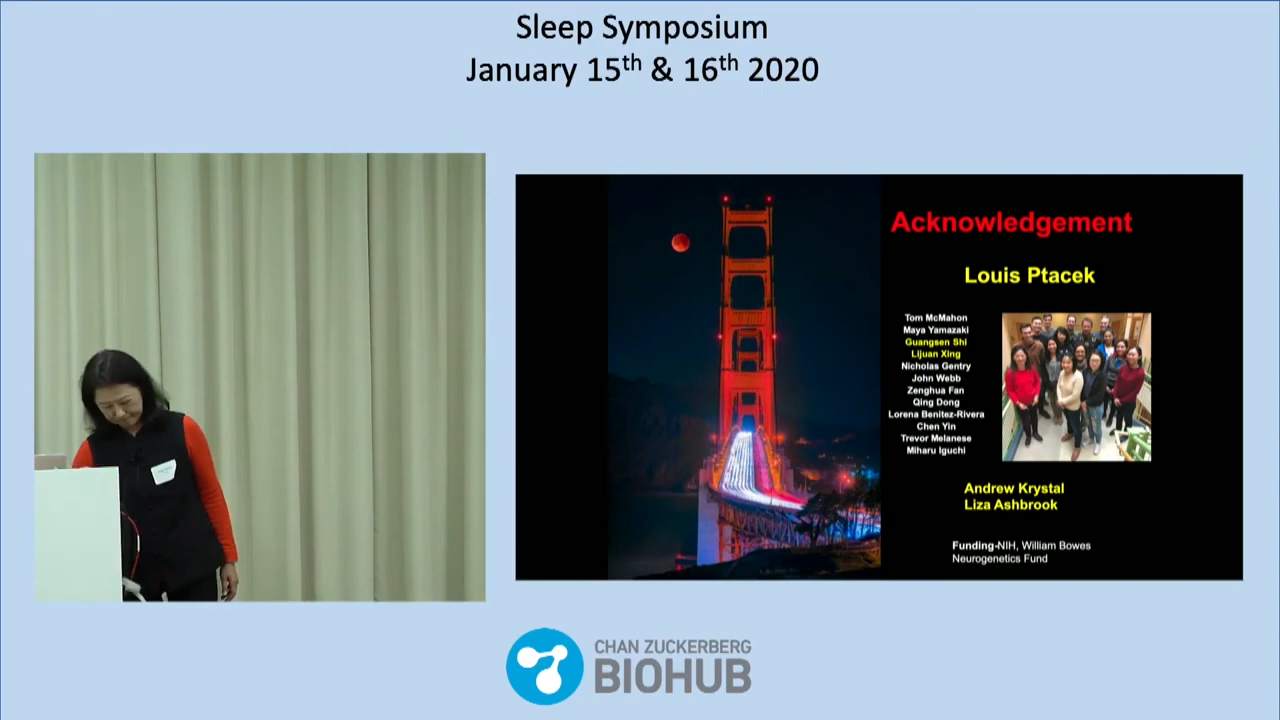 Sleep Symposium
January 15th & 16th 2020
Acknowledgement
Louis Ptacek
Tom McMahon
Maya Yamazaki
Guangsen Shi
Lijuan Xing
Nicholas Gentry
John Webb
Zenghua Fan
Qing Dong
Lorena Benitez-Rivera
Chen Yin
Trevor Melanese
Miharu Iguchi
Andrew Krystal
Liza Ashbrook
Funding-NIH, William Bowes
Neurogenetics Fund
CHAN ZUCKERBERG
BIOHUB